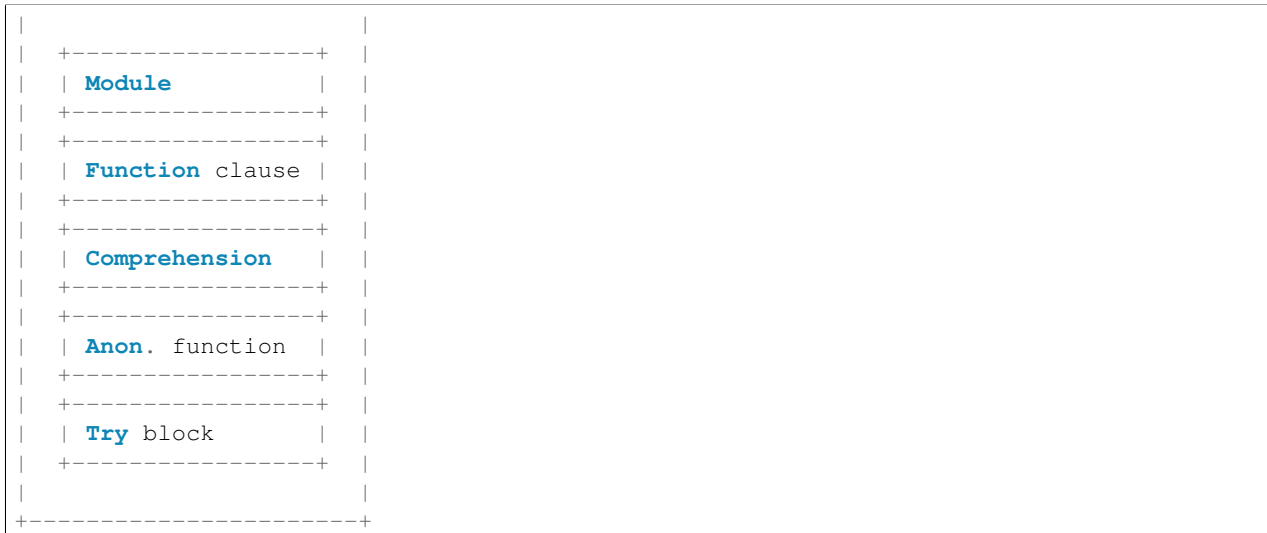 |                        |
|   +------------------+   |
|   | Module           |   |
|   +------------------+   |
|   +------------------+   |
|   | Function clause |   |
|   +------------------+   |
|   +------------------+   |
|   | Comprehension    |   |
|   +------------------+   |
|   +------------------+   |
|   | Anon. function   |   |
|   +------------------+   |
|   +------------------+   |
|   | Try block        |   |
|   +------------------+   |
|                        |
+------------------------+